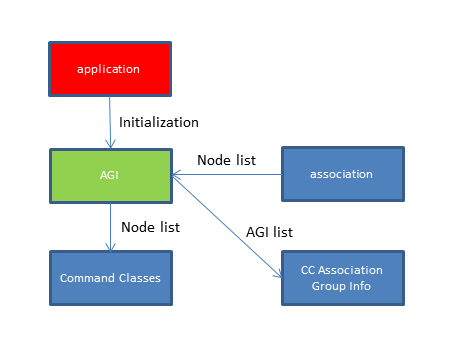 application
Initialization
Node list
AGI
association
Node list
AGI list
Command Classes
CC Association
Group Info